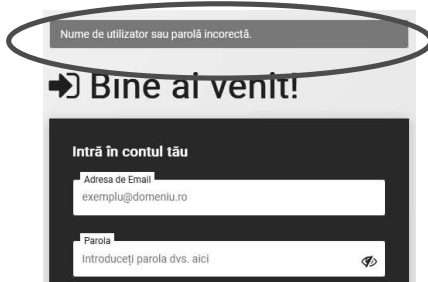 Nume de utilizator sau parolă incorectă.
Bine ai venit!
Intră în contul tău
Adresa de Email
exemplu@domeniu.ro
Parola
Introduceți parola dvs. aici